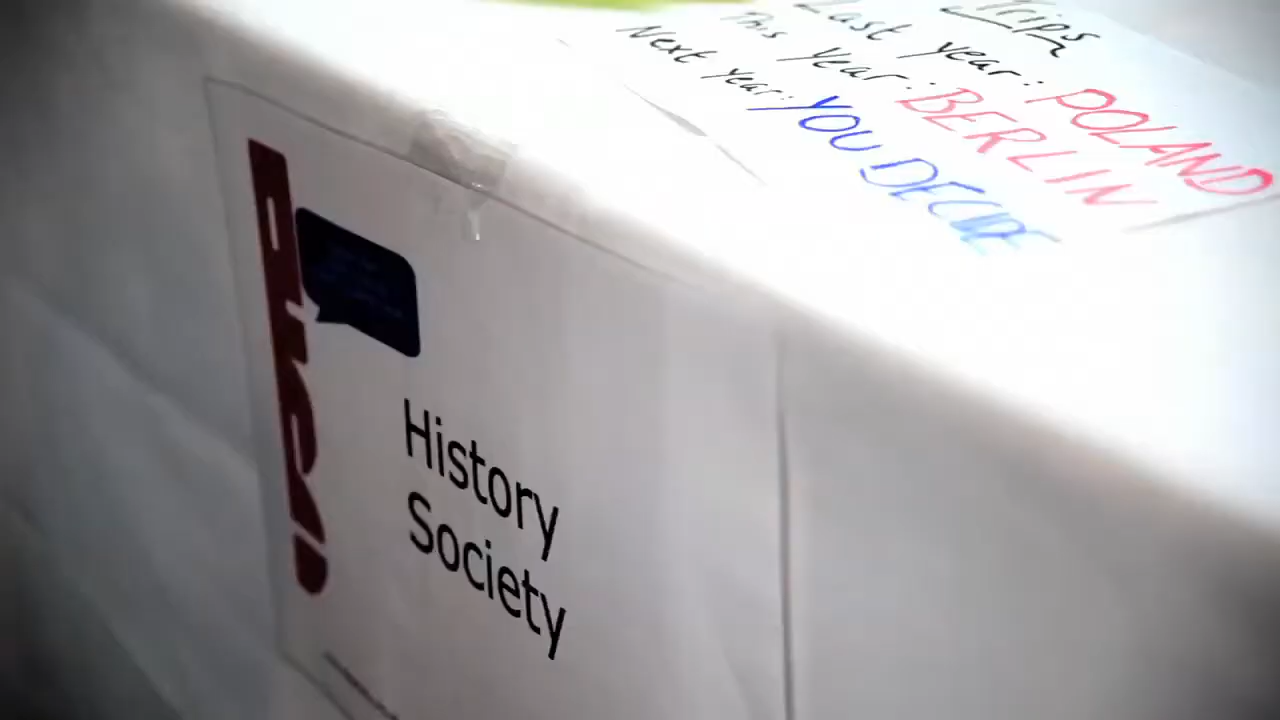 Trips
Last year: POLAND
This Year: BERLIN
Next year: YOU DECIDE
History
Society